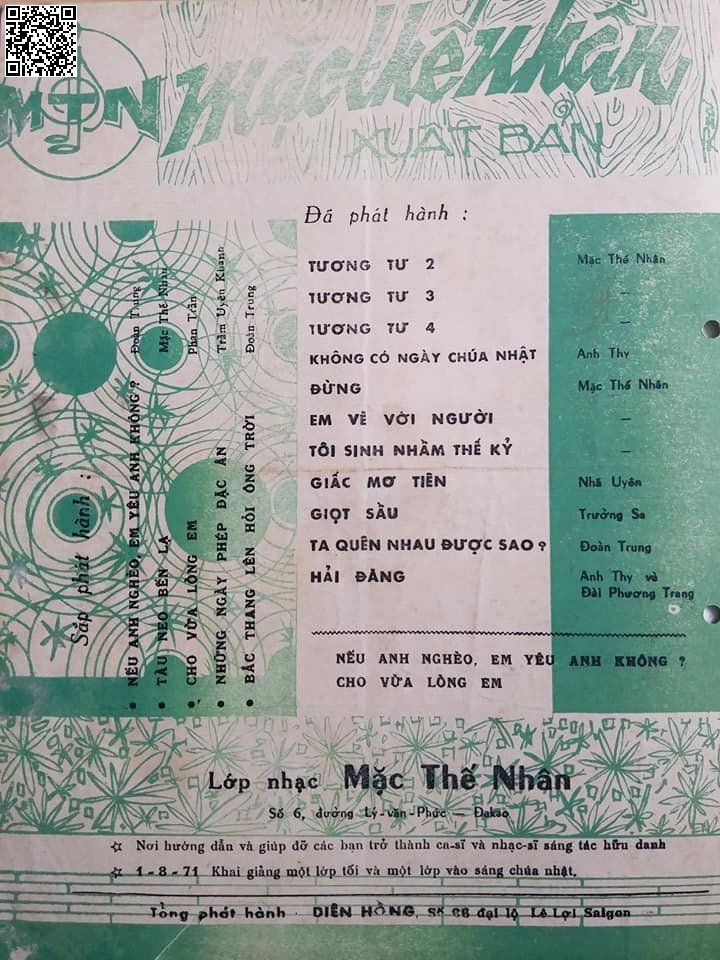 MTN
Mặc Thế Nhân
XUẤT BẢN
Đã phát hành :
TƯƠNG TƯ 2 Mặc Thế Nhân
TƯƠNG TƯ 3 —
TƯƠNG TƯ 4 —
KHÔNG CÓ NGÀY CHÚA NHẬT Anh Thy
ĐỪNG Mặc Thế Nhân
EM VỀ VỚI NGƯỜI —
TÔI SINH NHẦM THẾ KỶ —
GIẤC MƠ TIÊN Nhã Uyên
GIỌT SẦU Trường Sa
TA QUÊN NHAU ĐƯỢC SAO ? Đoàn Trung
HẢI ĐĂNG Anh Thy và
Đài Phương Trang
NẾU ANH NGHÈO, EM YÊU ANH KHÔNG ?
CHO VỪA LÒNG EM
Sắp phát hành :
• NẾU ANH NGHÈO, EM YÊU ANH KHÔNG ? Đoàn Trung
• TÀU NEO BẾN LẠ Mặc Thế Nhân
• CHO VỪA LÒNG EM Phan Trần
• NHỮNG NGÀY PHÉP ĐẶC ÂN Trầm Uyên Khanh
• BẮC THANG LÊN HỎI ÔNG TRỜI Đoàn Trung
Lớp nhạc Mặc Thế Nhân
Số 6, đường Lý-văn-Phức — Đakao
☆ Nơi hướng dẫn và giúp đỡ các bạn trở thành ca-sĩ và nhạc-sĩ sáng tác hữu danh
☆ 1-8-71 Khai giảng một lớp tối và một lớp vào sáng chúa nhật.
Tổng phát hành DIÊN HỒNG, đại lộ Lê Lợi Saigon